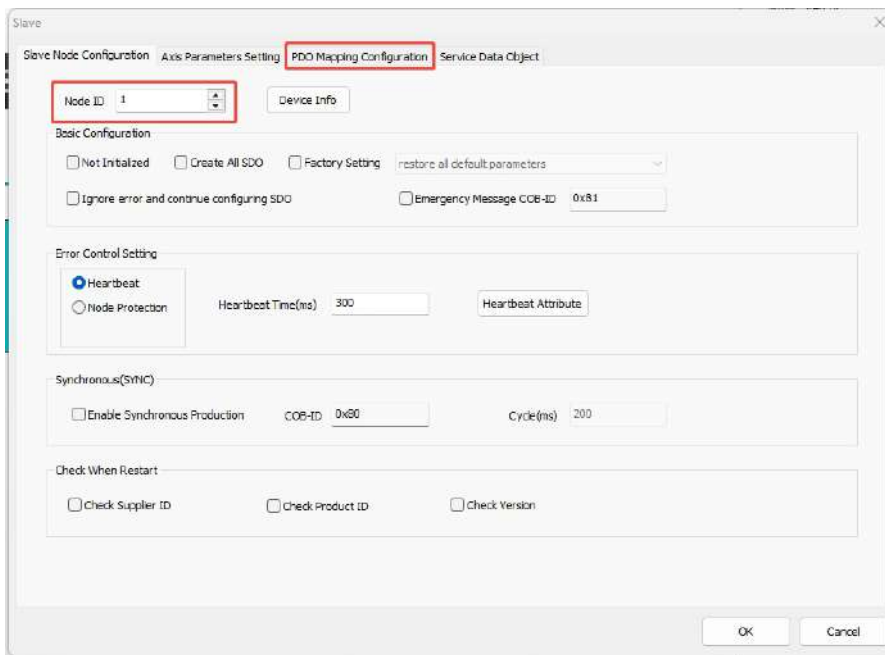 Slave
Slave Node Configuration Axis Parameters Setting PDO Mapping Configuration Service Data Object
Node ID 1 Device Info
Basic Configuration
Not Initialized Create All SDO Factory Setting restore all default parameters
Ignore error and continue configuring SDO Emergency Message COB-ID 0x81
Error Control Setting
Heartbeat
Node Protection Heartbeat Time(ms) 300 Heartbeat Attribute
Synchronous(SYNC)
Enable Synchronous Production COB-ID 0x80 Cycle(ms) 200
Check When Restart
Check Supplier ID Check Product ID Check Version
OK Cancel